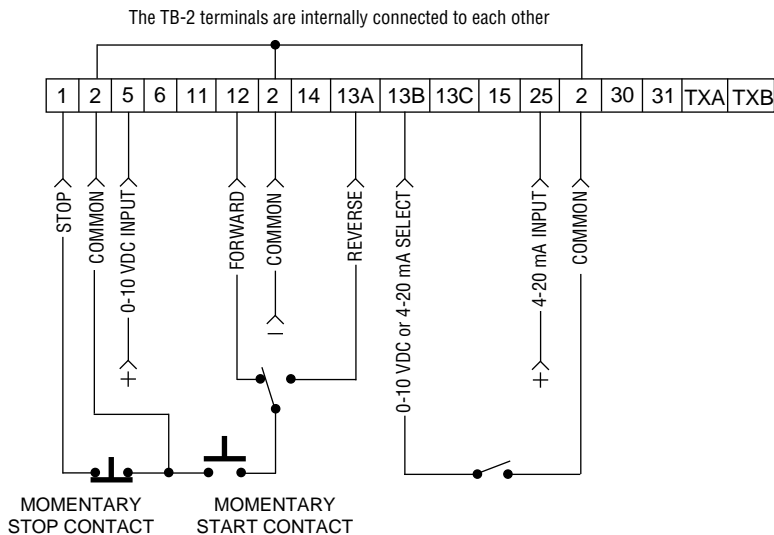 The TB-2 terminals are internally connected to each other
1 2 5 6 11 12 2 14 13A 13B 13C 15 25 2 30 31 TXA TXB
STOP
COMMON
0-10 VDC INPUT
FORWARD
COMMON
REVERSE
0-10 VDC or 4-20 mA SELECT
4-20 mA INPUT
COMMON
+
–
+
MOMENTARY
STOP CONTACT
MOMENTARY
START CONTACT